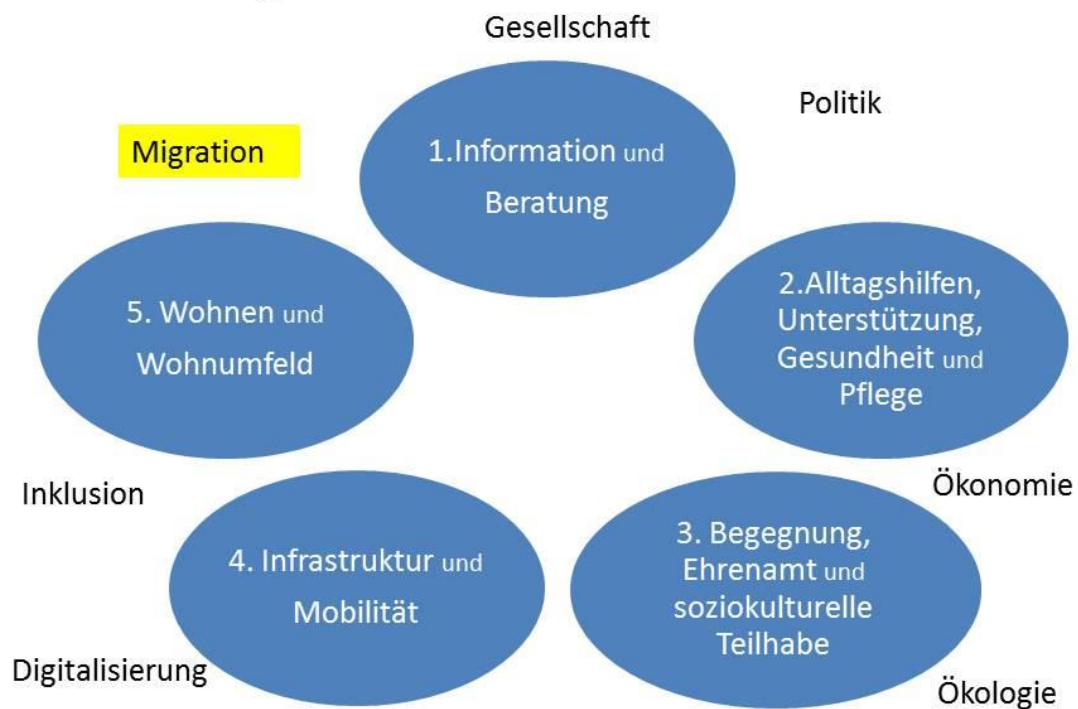 Gesellschaft
Politik
Migration
1.Information und
Beratung
2.Alltagshilfen,
Unterstützung,
Gesundheit und
Pflege
5. Wohnen und
Wohnumfeld
Inklusion
Ökonomie
3. Begegnung,
Ehrenamt und
soziokulturelle
Teilhabe
4. Infrastruktur und
Mobilität
Digitalisierung
Ökologie